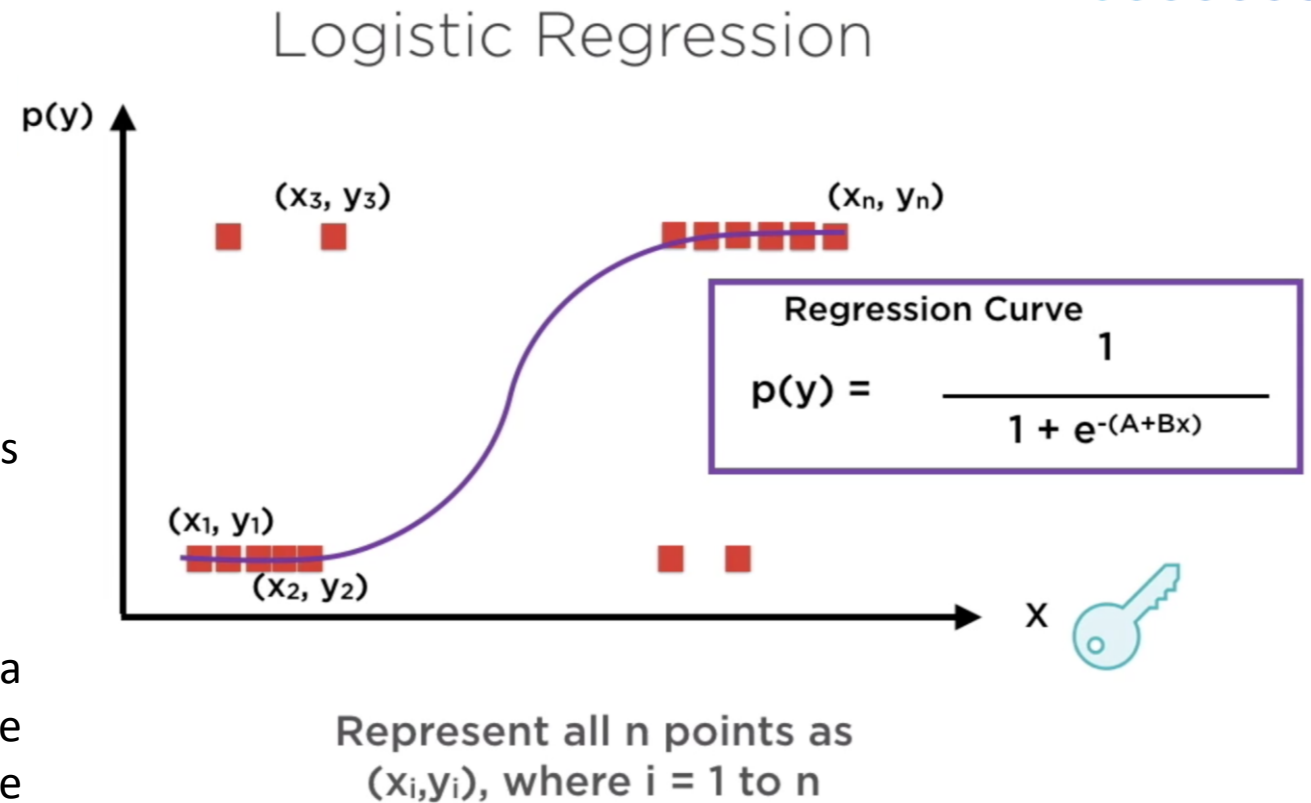 Logistic Regression
p(y)
(x₃, y₃)
(xₙ, yₙ)
Regression Curve
1
p(y) =
1 + e-(A+Bx)
s
(x₁, y₁)
(x₂, y₂)
x
a
Represent all n points as
e
(xᵢ,yᵢ), where i = 1 to n
e